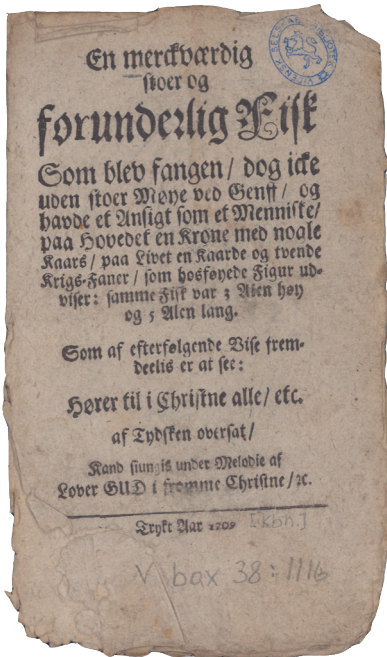 En merckværdig
stoer og
forunderlig Fisk
Som blev fangen/ dog icke
uden stoer Møye ved Genff/ og
havde et Ansigt som et Menniske/
paa Hovedet en Krone med nogle
Kaars/ paa Livet en Kaarde og tvende
Krigs-Faner/ som hosføyede Figur ud-
viser: samme Fisk var 3 Alen høy
og 5 Alen lang.
Som af efterfølgende Vise frem-
deelis er at see:
Hører til i Christne alle/ etc.
af Tydsken oversat/
Kand siungis under Melodie af
Lover GUD i fromme Christne/ ꝛc.
Trykt Aar 1709 [Kbh.]
V. bax 38: